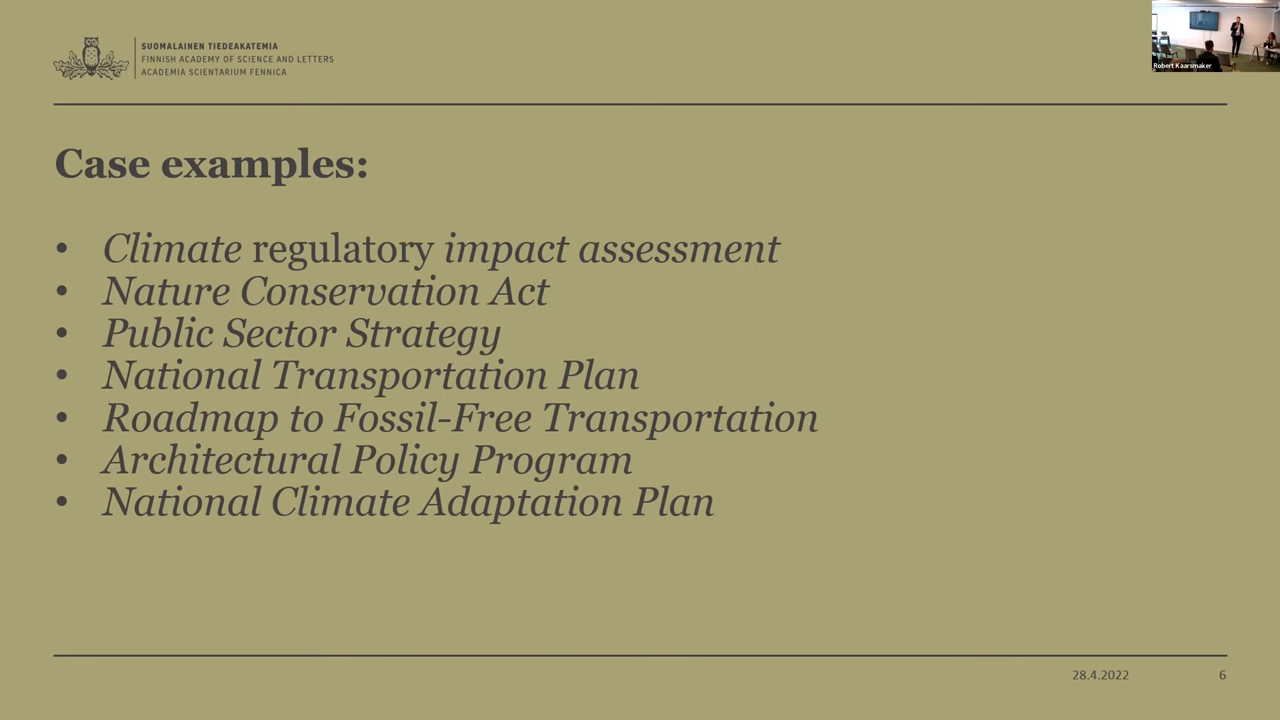 SUOMALAINEN TIEDEAKATEMIA
FINNISH ACADEMY OF SCIENCE AND LETTERS
ACADEMIA SCIENTIARUM FENNICA
Robert Kaarsmaker
Case examples:
• Climate regulatory impact assessment
• Nature Conservation Act
• Public Sector Strategy
• National Transportation Plan
• Roadmap to Fossil-Free Transportation
• Architectural Policy Program
• National Climate Adaptation Plan
28.4.2022
6